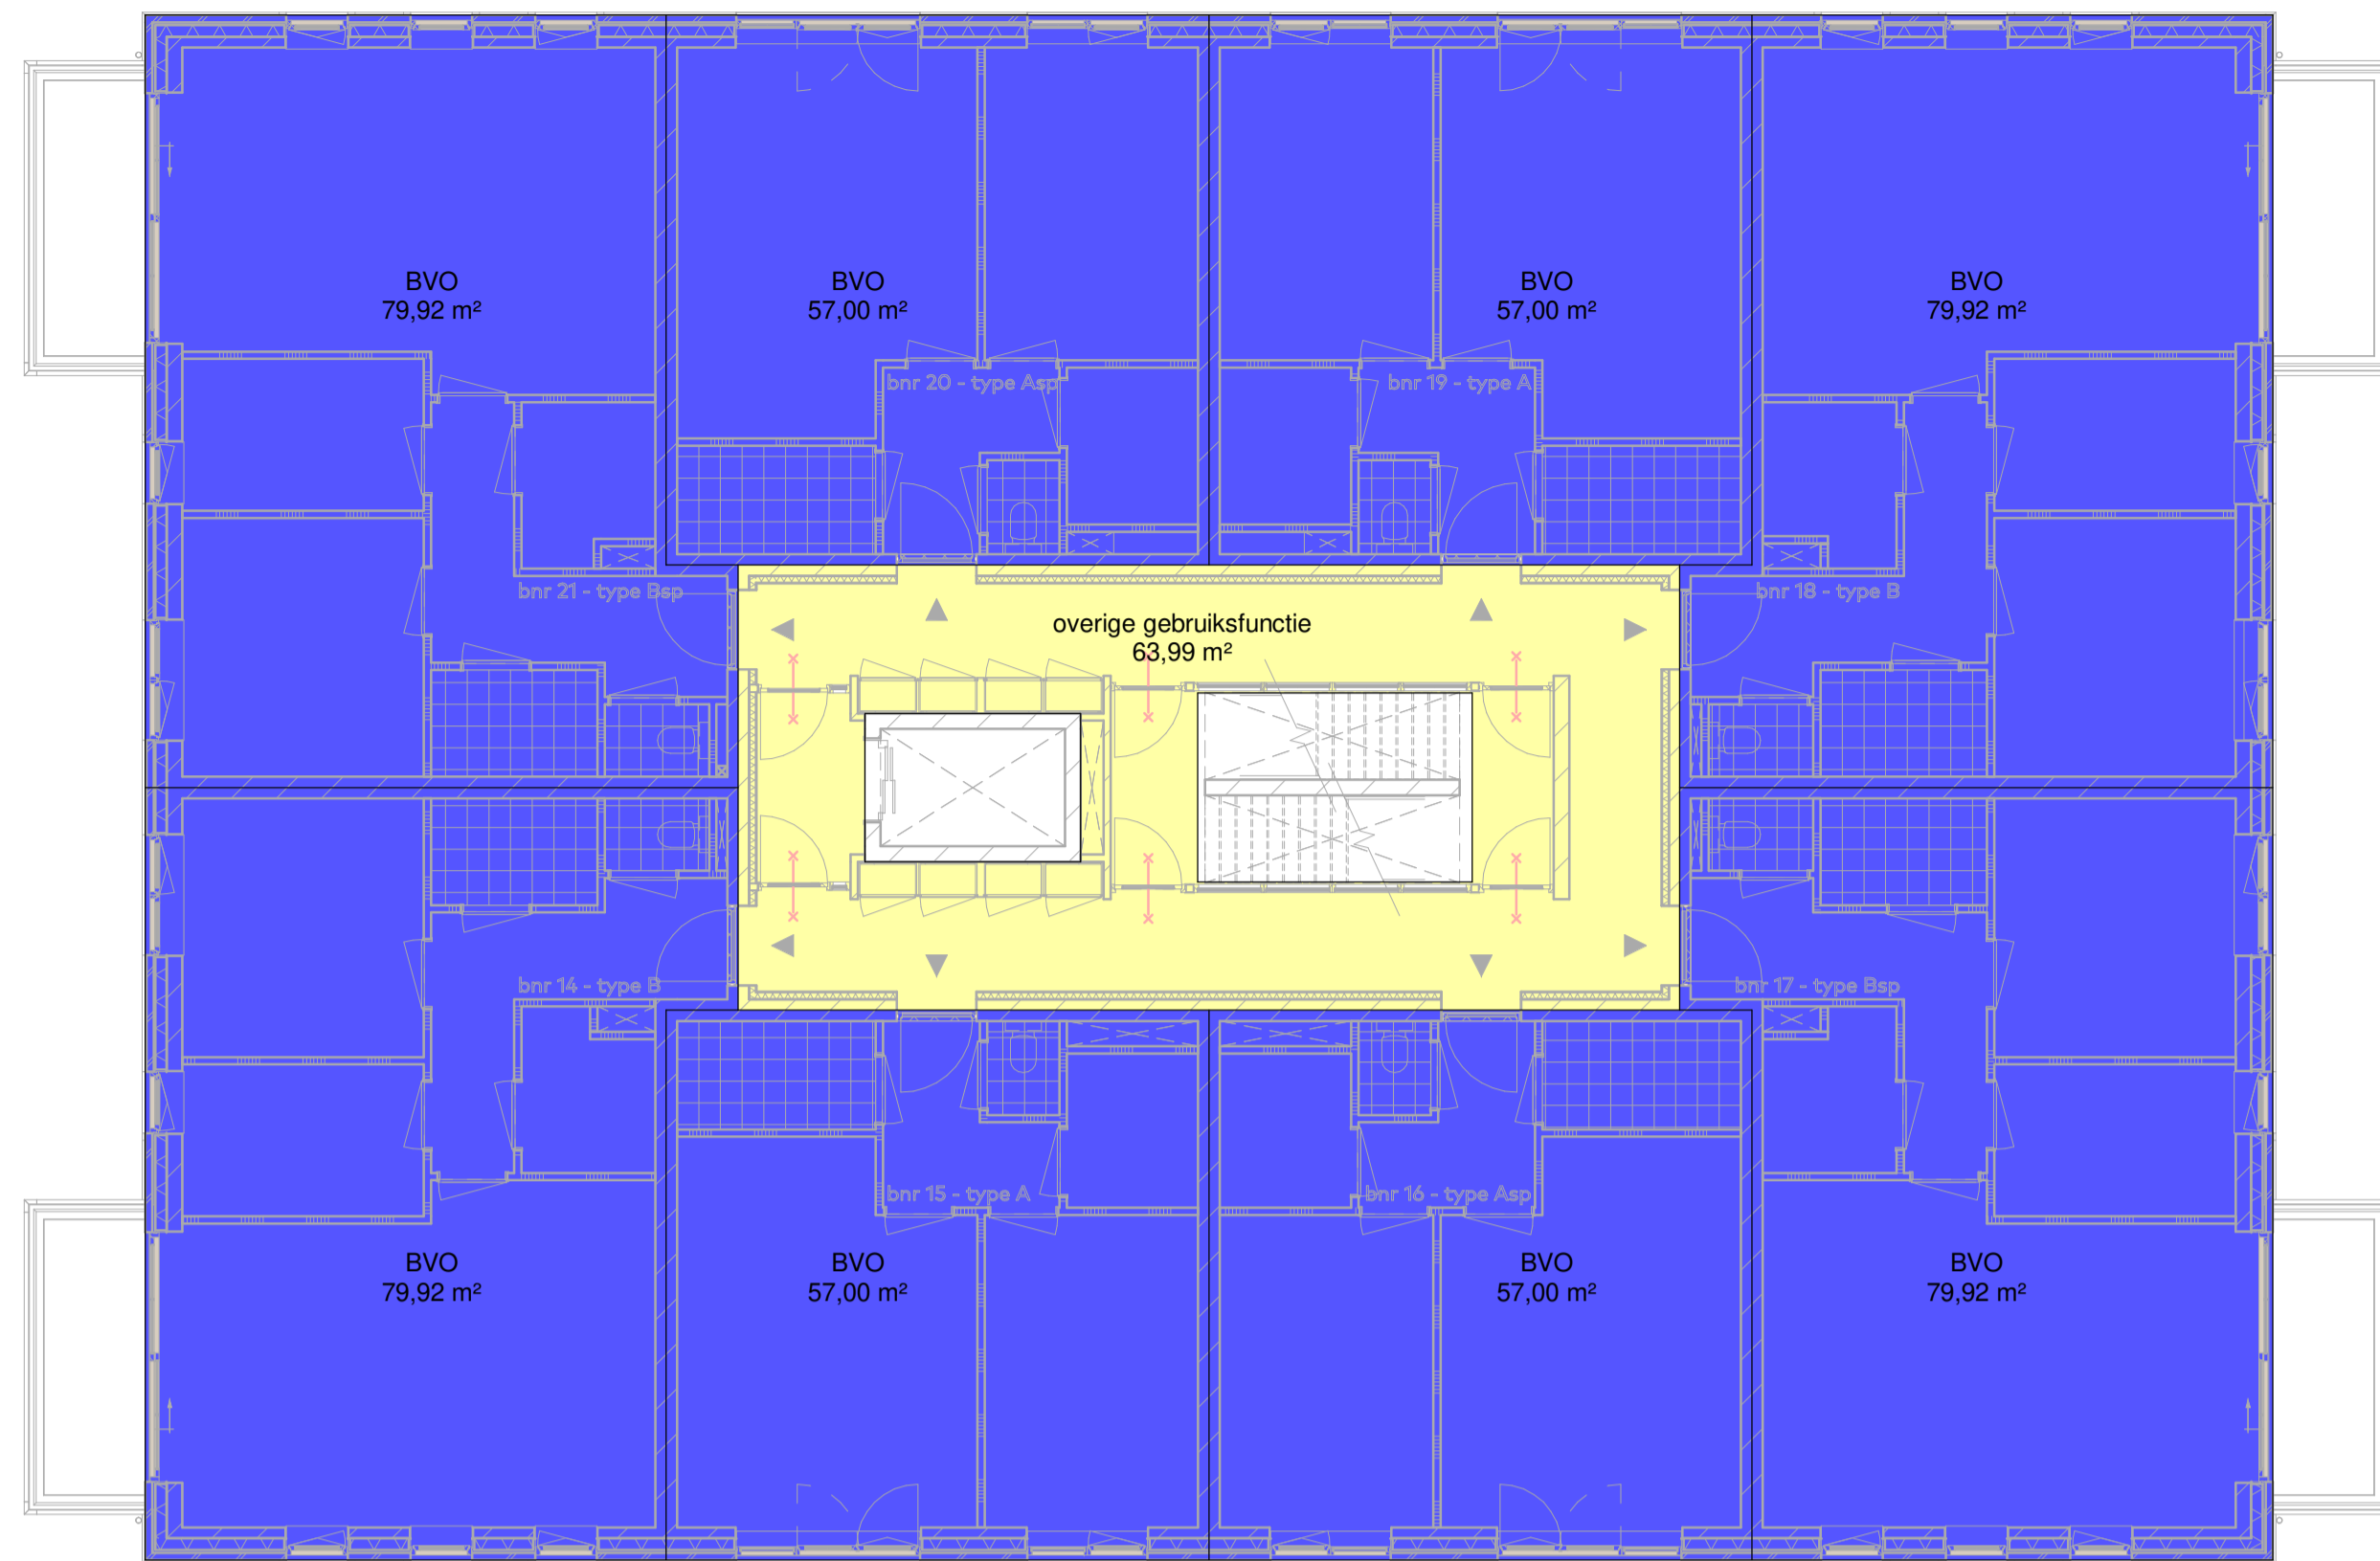 BVO
79,92 m²
BVO
57,00 m²
BVO
57,00 m²
BVO
79,92 m²
bnr 20 - type Asp
bnr 19 - type A
bnr 21 - type Bsp
bnr 18 - type B
overige gebruiksfunctie
63,99 m²
bnr 14 - type B
bnr 17 - type Bsp
bnr 15 - type A
bnr 16 - type Asp
BVO
79,92 m²
BVO
57,00 m²
BVO
57,00 m²
BVO
79,92 m²